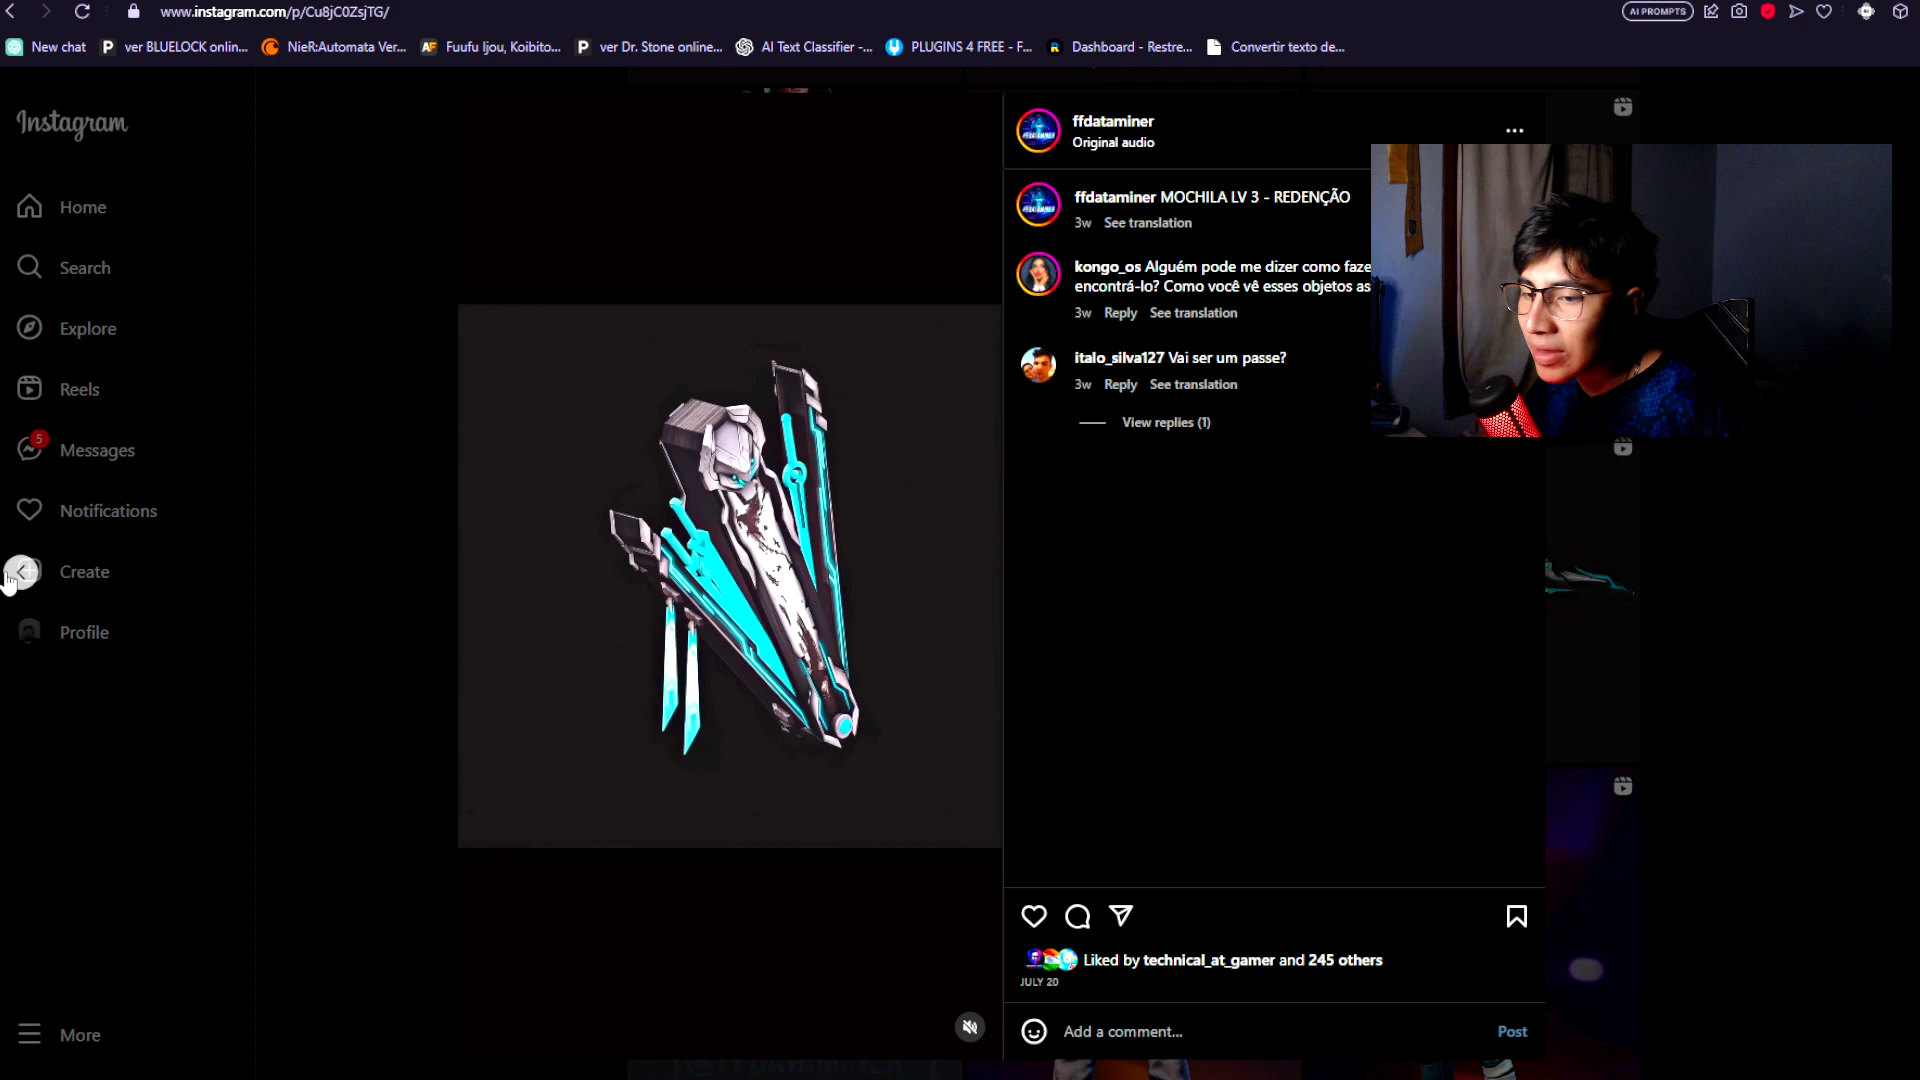 www.instagram.com/p/Cu8jC0ZsjTG/
AI PROMPTS
New chat
ver BLUELOCK onlin...
NieR:Automata Ver...
Fuufu Ijou, Koibito...
ver Dr. Stone online...
AI Text Classifier -...
PLUGINS 4 FREE - F...
Dashboard - Restre...
Convertir texto de...
Instagram
Home
Search
Explore
Reels
5
Messages
Notifications
Create
Profile
More
ffdataminer
Original audio
ffdataminer MOCHILA LV 3 - REDENÇÃO
3w See translation
kongo_os Alguém pode me dizer como faze
encontrá-lo? Como você vê esses objetos as
3w Reply See translation
italo_silva127 Vai ser um passe?
3w Reply See translation
View replies (1)
Liked by technical_at_gamer and 245 others
JULY 20
Add a comment...
Post